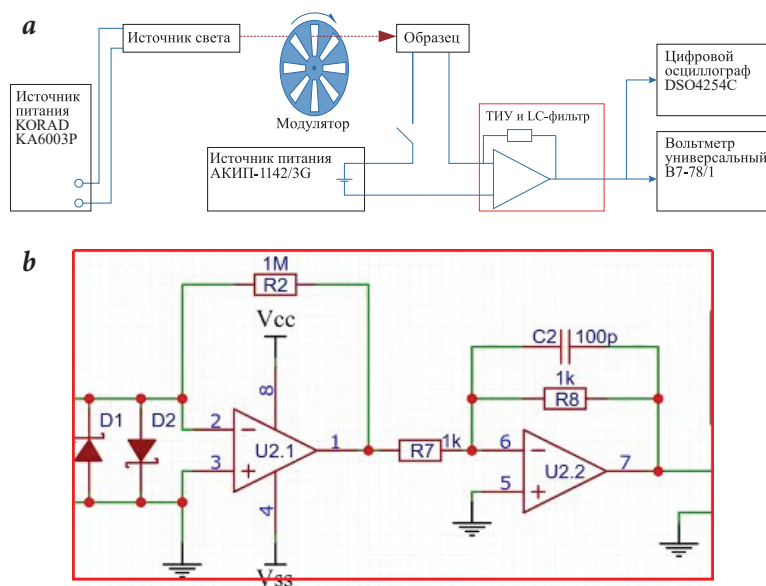 a
Источник света
Образец
Цифровой
осциллограф
DSO4254C
Источник
питания
KORAD
KA6003P
Модулятор
ТИУ и LC-фильтр
Источник питания
АКИП-1142/3G
Вольтметр
универсальный
В7-78/1
b
1M
R2
Vcc
C2 100p
1k
R8
D1 D2
8
2
1
U2.1
3
4
R7 1k
6
7
U2.2
5
Vss